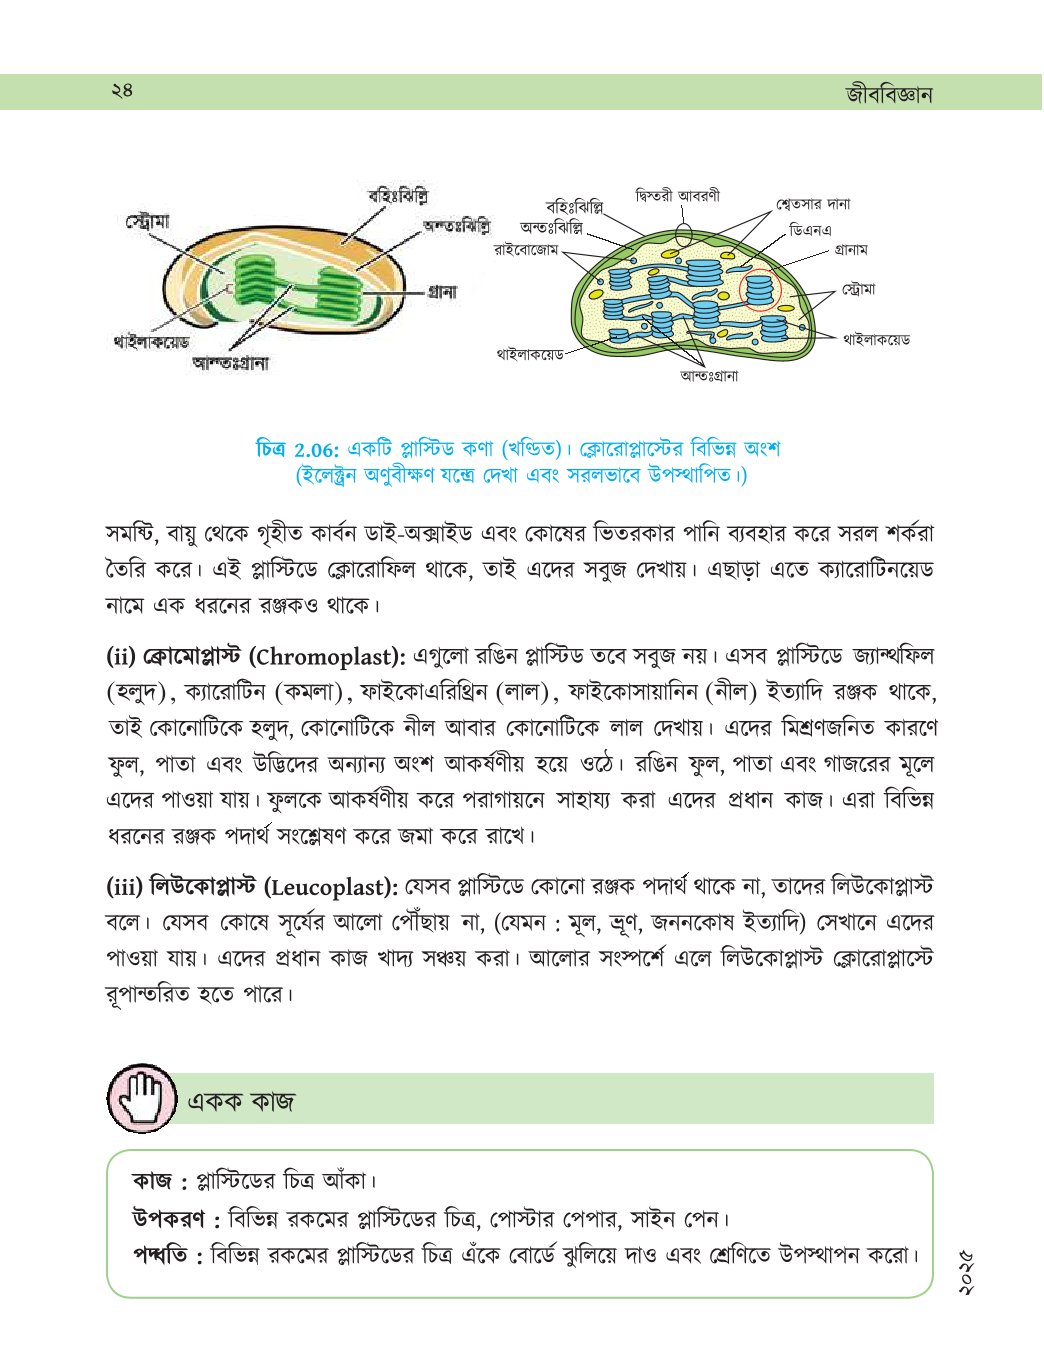 ২৪
জীববিজ্ঞান
স্ট্রোমা
বহিঃঝিল্লি
অন্তঃঝিল্লি
গ্রানা
থাইলাকয়েড
আন্তঃগ্রানা
দ্বিস্তরী আবরণী
বহিঃঝিল্লি
শ্বেতসার দানা
অন্তঃঝিল্লি
ডিএনএ
রাইবোজোম
গ্রানাম
স্ট্রোমা
থাইলাকয়েড
থাইলাকয়েড
আন্তঃগ্রানা
চিত্র 2.06: একটি প্লাস্টিড কণা (খণ্ডিত)। ক্লোরোপ্লাস্টের বিভিন্ন অংশ
(ইলেক্ট্রন অণুবীক্ষণ যন্ত্রে দেখা এবং সরলভাবে উপস্থাপিত।)
সমষ্টি, বায়ু থেকে গৃহীত কার্বন ডাই-অক্সাইড এবং কোষের ভিতরকার পানি ব্যবহার করে সরল শর্করা
তৈরি করে। এই প্লাস্টিডে ক্লোরোফিল থাকে, তাই এদের সবুজ দেখায়। এছাড়া এতে ক্যারোটিনয়েড
নামে এক ধরনের রঞ্জকও থাকে।
(ii) ক্রোমোপ্লাস্ট (Chromoplast): এগুলো রঙিন প্লাস্টিড তবে সবুজ নয়। এসব প্লাস্টিডে জ্যান্থফিল
(হলুদ), ক্যারোটিন (কমলা), ফাইকোএরিথ্রিন (লাল), ফাইকোসায়ানিন (নীল) ইত্যাদি রঞ্জক থাকে,
তাই কোনোটিকে হলুদ, কোনোটিকে নীল আবার কোনোটিকে লাল দেখায়। এদের মিশ্রণজনিত কারণে
ফুল, পাতা এবং উদ্ভিদের অন্যান্য অংশ আকর্ষণীয় হয়ে ওঠে। রঙিন ফুল, পাতা এবং গাজরের মূলে
এদের পাওয়া যায়। ফুলকে আকর্ষণীয় করে পরাগায়নে সাহায্য করা এদের প্রধান কাজ। এরা বিভিন্ন
ধরনের রঞ্জক পদার্থ সংশ্লেষণ করে জমা করে রাখে।
(iii) লিউকোপ্লাস্ট (Leucoplast): যেসব প্লাস্টিডে কোনো রঞ্জক পদার্থ থাকে না, তাদের লিউকোপ্লাস্ট
বলে। যেসব কোষে সূর্যের আলো পৌঁছায় না, (যেমন : মূল, ভ্রূণ, জননকোষ ইত্যাদি) সেখানে এদের
পাওয়া যায়। এদের প্রধান কাজ খাদ্য সঞ্চয় করা। আলোর সংস্পর্শে এলে লিউকোপ্লাস্ট ক্লোরোপ্লাস্টে
রূপান্তরিত হতে পারে।
একক কাজ
কাজ : প্লাস্টিডের চিত্র আঁকা।
উপকরণ : বিভিন্ন রকমের প্লাস্টিডের চিত্র, পোস্টার পেপার, সাইন পেন।
পদ্ধতি : বিভিন্ন রকমের প্লাস্টিডের চিত্র এঁকে বোর্ডে ঝুলিয়ে দাও এবং শ্রেণিতে উপস্থাপন করো।
২০২৫